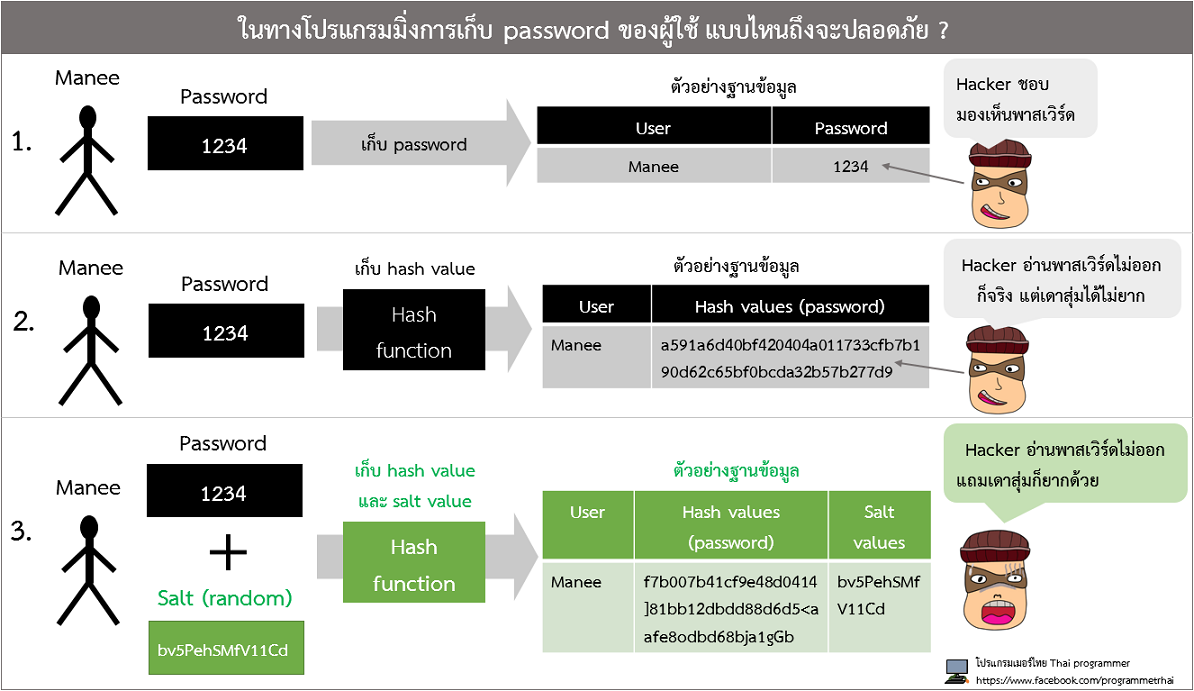 ในทางโปรแกรมมิ่งการเก็บ password ของผู้ใช้ แบบไหนถึงจะปลอดภัย ?
1.
Manee
Password
1234
เก็บ password
ตัวอย่างฐานข้อมูล
User Password
Manee 1234
Hacker ชอบ
มองเห็นพาสเวิร์ด
2.
Manee
Password
1234
เก็บ hash value
Hash
function
ตัวอย่างฐานข้อมูล
User Hash values (password)
Manee a591a6d40bf420404a011733cfb7b1
90d62c65bf0bcda32b57b277d9
Hacker อ่านพาสเวิร์ดไม่ออก
ก็จริง แต่เดาสุ่มได้ไม่ยาก
3.
Manee
Password
1234
+
Salt (random)
bv5PehSMfV11Cd
เก็บ hash value
และ salt value
Hash
function
ตัวอย่างฐานข้อมูล
User Hash values Salt
(password) values
Manee f7b007b41cf9e48d0414 bv5PehSMf
]81bb12dbdd88d6d5<a V11Cd
afe8odbd68bja1gGb
Hacker อ่านพาสเวิร์ดไม่ออก
แถมเดาสุ่มก็ยากด้วย
โปรแกรมเมอร์ไทย Thai programmer
https://www.facebook.com/programmetrhai